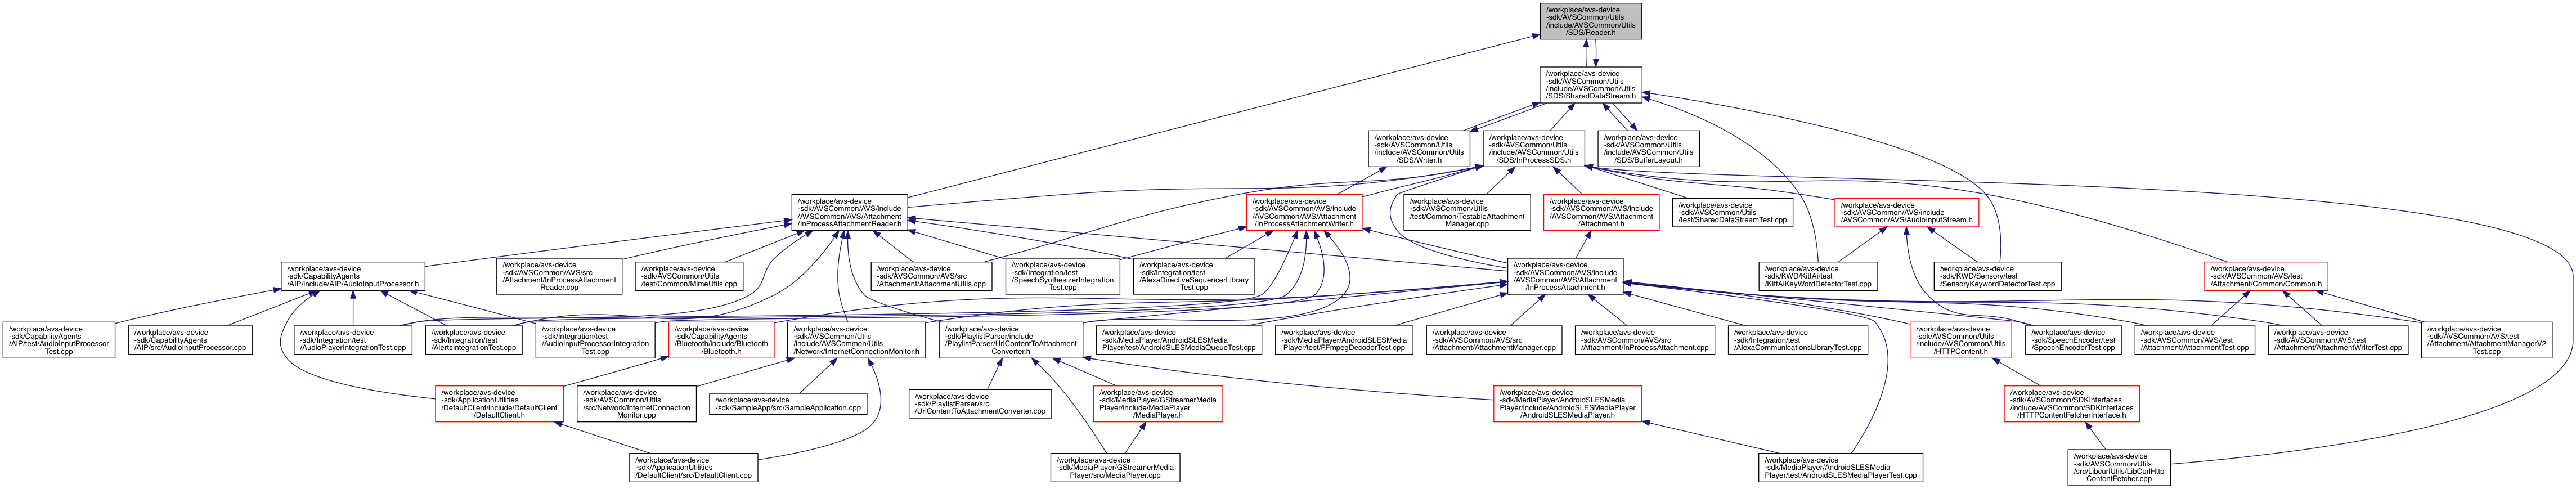 /workplace/avs-device
-sdk/AVSCommon/Utils
/include/AVSCommon/Utils
/SDS/Reader.h
/workplace/avs-device
-sdk/AVSCommon/Utils
/include/AVSCommon/Utils
/SDS/SharedDataStream.h
/workplace/avs-device
-sdk/AVSCommon/Utils
/include/AVSCommon/Utils
/SDS/Writer.h
/workplace/avs-device
-sdk/AVSCommon/Utils
/include/AVSCommon/Utils
/SDS/InProcessSDS.h
/workplace/avs-device
-sdk/AVSCommon/Utils
/include/AVSCommon/Utils
/SDS/BufferLayout.h
/workplace/avs-device
-sdk/AVSCommon/AVS/include
/AVSCommon/AVS/Attachment
/InProcessAttachmentReader.h
/workplace/avs-device
-sdk/AVSCommon/AVS/include
/AVSCommon/AVS/Attachment
/InProcessAttachmentWriter.h
/workplace/avs-device
-sdk/AVSCommon/Utils
/test/Common/TestableAttachment
Manager.cpp
/workplace/avs-device
-sdk/AVSCommon/AVS/include
/AVSCommon/AVS/Attachment
/Attachment.h
/workplace/avs-device
-sdk/AVSCommon/Utils
/test/SharedDataStreamTest.cpp
/workplace/avs-device
-sdk/AVSCommon/AVS/include
/AVSCommon/AVS/AudioInputStream.h
/workplace/avs-device
-sdk/CapabilityAgents
/AIP/include/AIP/AudioInputProcessor.h
/workplace/avs-device
-sdk/AVSCommon/AVS/src
/Attachment/InProcessAttachment
Reader.cpp
/workplace/avs-device
-sdk/AVSCommon/Utils
/test/Common/MimeUtils.cpp
/workplace/avs-device
-sdk/AVSCommon/AVS/src
/Attachment/AttachmentUtils.cpp
/workplace/avs-device
-sdk/Integration/test
/SpeechSynthesizerIntegration
Test.cpp
/workplace/avs-device
-sdk/Integration/test
/AlexaDirectiveSequencerLibrary
Test.cpp
/workplace/avs-device
-sdk/AVSCommon/AVS/include
/AVSCommon/AVS/Attachment
/InProcessAttachment.h
/workplace/avs-device
-sdk/KWD/KittAi/test
/KittAiKeyWordDetectorTest.cpp
/workplace/avs-device
-sdk/KWD/Sensory/test
/SensoryKeywordDetectorTest.cpp
/workplace/avs-device
-sdk/AVSCommon/AVS/test
/Attachment/Common/Common.h
/workplace/avs-device
-sdk/CapabilityAgents
/AIP/test/AudioInputProcessor
Test.cpp
/workplace/avs-device
-sdk/CapabilityAgents
/AIP/src/AudioInputProcessor.cpp
/workplace/avs-device
-sdk/Integration/test
/AudioPlayerIntegrationTest.cpp
/workplace/avs-device
-sdk/Integration/test
/AlertsIntegrationTest.cpp
/workplace/avs-device
-sdk/Integration/test
/AudioInputProcessorIntegration
Test.cpp
/workplace/avs-device
-sdk/CapabilityAgents
/Bluetooth/include/Bluetooth
/Bluetooth.h
/workplace/avs-device
-sdk/AVSCommon/Utils
/include/AVSCommon/Utils
/Network/InternetConnectionMonitor.h
/workplace/avs-device
-sdk/PlaylistParser/include
/PlaylistParser/UrlContentToAttachment
Converter.h
/workplace/avs-device
-sdk/MediaPlayer/AndroidSLESMedia
Player/test/AndroidSLESMediaQueueTest.cpp
/workplace/avs-device
-sdk/MediaPlayer/AndroidSLESMedia
Player/test/FFmpegDecoderTest.cpp
/workplace/avs-device
-sdk/AVSCommon/AVS/src
/Attachment/AttachmentManager.cpp
/workplace/avs-device
-sdk/AVSCommon/AVS/src
/Attachment/InProcessAttachment.cpp
/workplace/avs-device
-sdk/Integration/test
/AlexaCommunicationsLibraryTest.cpp
/workplace/avs-device
-sdk/AVSCommon/Utils
/include/AVSCommon/Utils
/HTTPContent.h
/workplace/avs-device
-sdk/SpeechEncoder/test
/SpeechEncoderTest.cpp
/workplace/avs-device
-sdk/AVSCommon/AVS/test
/Attachment/AttachmentTest.cpp
/workplace/avs-device
-sdk/AVSCommon/AVS/test
/Attachment/AttachmentWriterTest.cpp
/workplace/avs-device
-sdk/AVSCommon/AVS/test
/Attachment/AttachmentManagerV2
Test.cpp
/workplace/avs-device
-sdk/ApplicationUtilities
/DefaultClient/include/DefaultClient
/DefaultClient.h
/workplace/avs-device
-sdk/AVSCommon/Utils
/src/Network/InternetConnection
Monitor.cpp
/workplace/avs-device
-sdk/SampleApp/src/SampleApplication.cpp
/workplace/avs-device
-sdk/PlaylistParser/src
/UrlContentToAttachmentConverter.cpp
/workplace/avs-device
-sdk/MediaPlayer/GStreamerMedia
Player/include/MediaPlayer
/MediaPlayer.h
/workplace/avs-device
-sdk/MediaPlayer/AndroidSLESMedia
Player/include/AndroidSLESMediaPlayer
/AndroidSLESMediaPlayer.h
/workplace/avs-device
-sdk/AVSCommon/SDKInterfaces
/include/AVSCommon/SDKInterfaces
/HTTPContentFetcherInterface.h
/workplace/avs-device
-sdk/ApplicationUtilities
/DefaultClient/src/DefaultClient.cpp
/workplace/avs-device
-sdk/MediaPlayer/GStreamerMedia
Player/src/MediaPlayer.cpp
/workplace/avs-device
-sdk/MediaPlayer/AndroidSLESMedia
Player/test/AndroidSLESMediaPlayerTest.cpp
/workplace/avs-device
-sdk/AVSCommon/Utils
/src/LibcurlUtils/LibCurlHttp
ContentFetcher.cpp